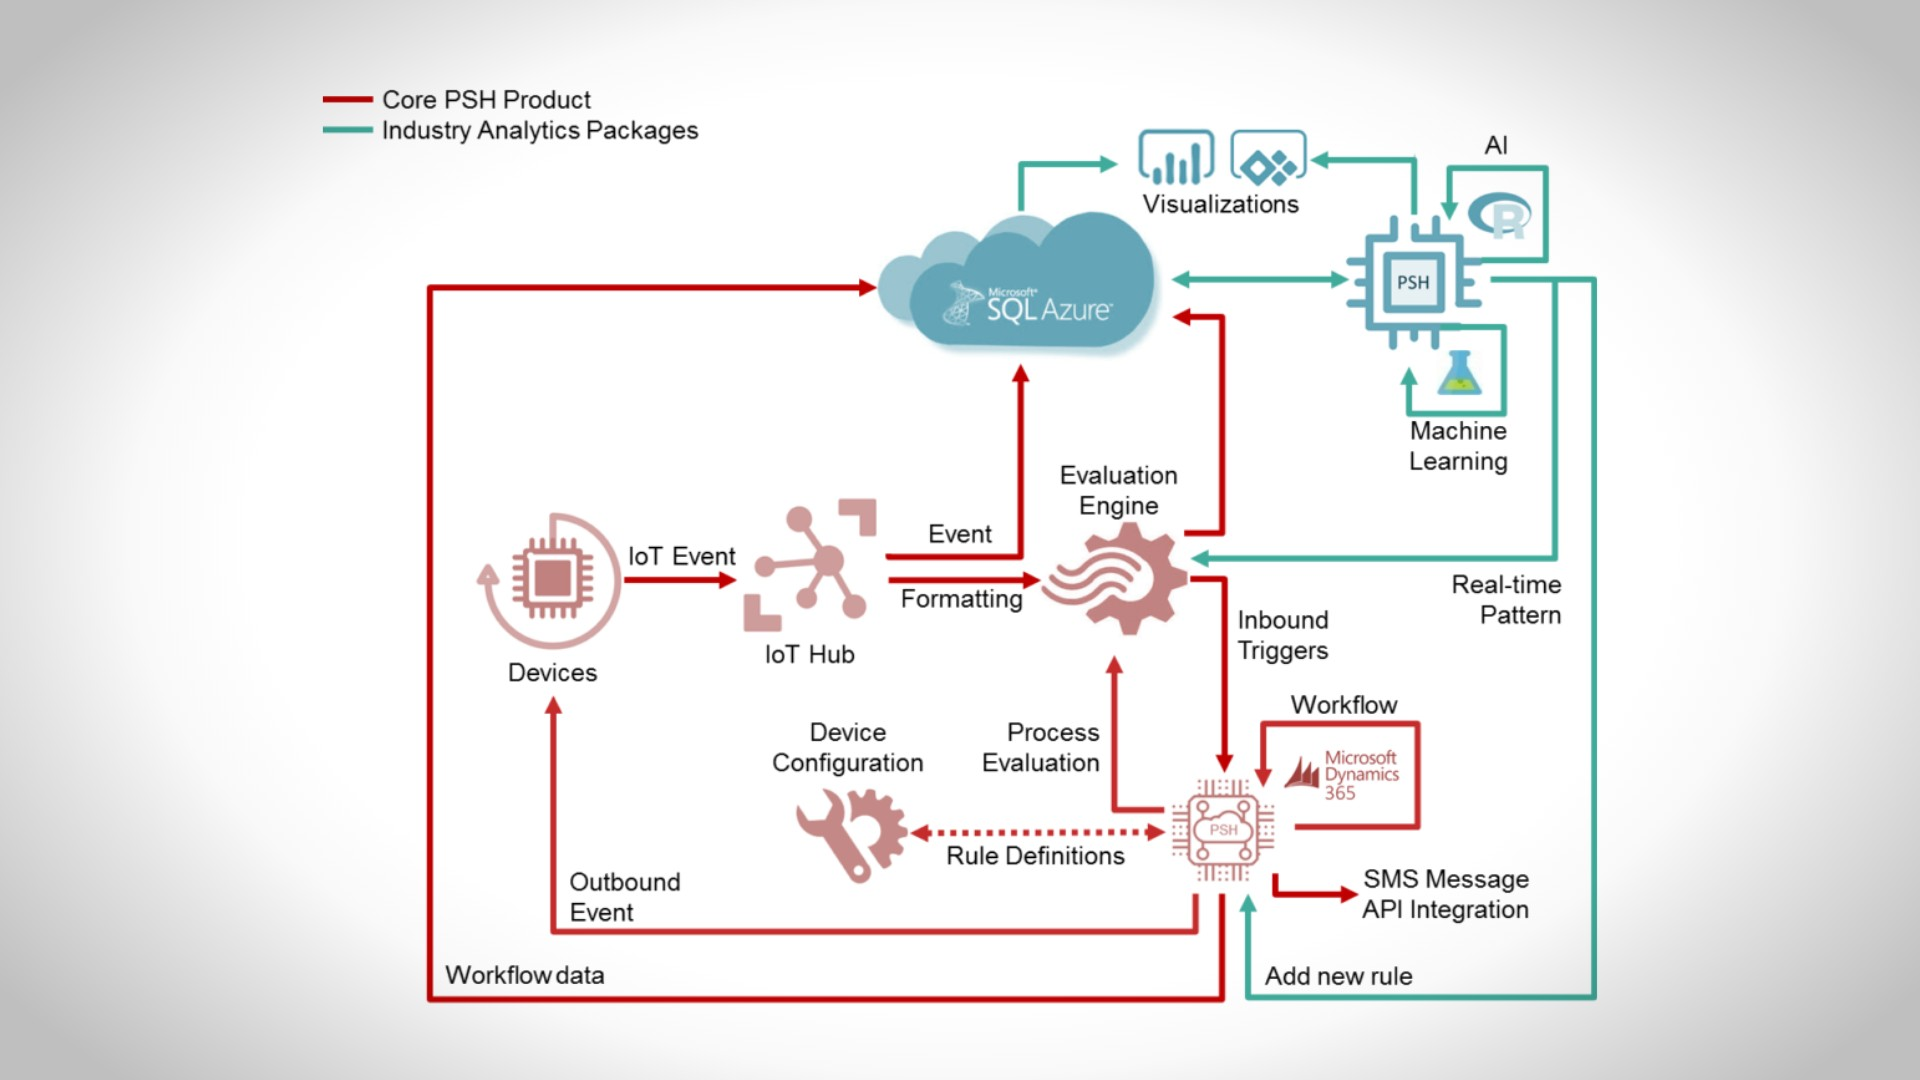 Core PSH Product
Industry Analytics Packages
AI
Visualizations
R
PSH
Microsoft®
SQL Azure™
Machine
Learning
Evaluation
Engine
Event
IoT Event
Formatting
Real-time
Pattern
Inbound
Triggers
IoT Hub
Devices
Workflow
Device
Configuration
Process
Evaluation
Microsoft
Dynamics
365
PSH
Rule Definitions
SMS Message
API Integration
Outbound
Event
Workflow data
Add new rule